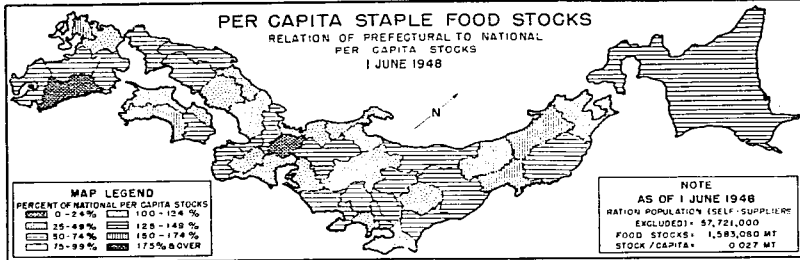 PER CAPITA STAPLE FOOD STOCKS
RELATION OF PREFECTURAL TO NATIONAL
PER CAPITA STOCKS
1 JUNE 1948
N
MAP LEGEND
PERCENT OF NATIONAL PER CAPITA STOCKS
0-24% 100-124%
25-49% 125-149%
50-74% 150-174%
75-99% 175% & OVER
NOTE
AS OF 1 JUNE 1948
RATION POPULATION (SELF-SUPPLIERS
EXCLUDED) = 57,721,000
FOOD STOCKS = 1,583,080 MT
STOCK/CAPITA = 0.027 MT